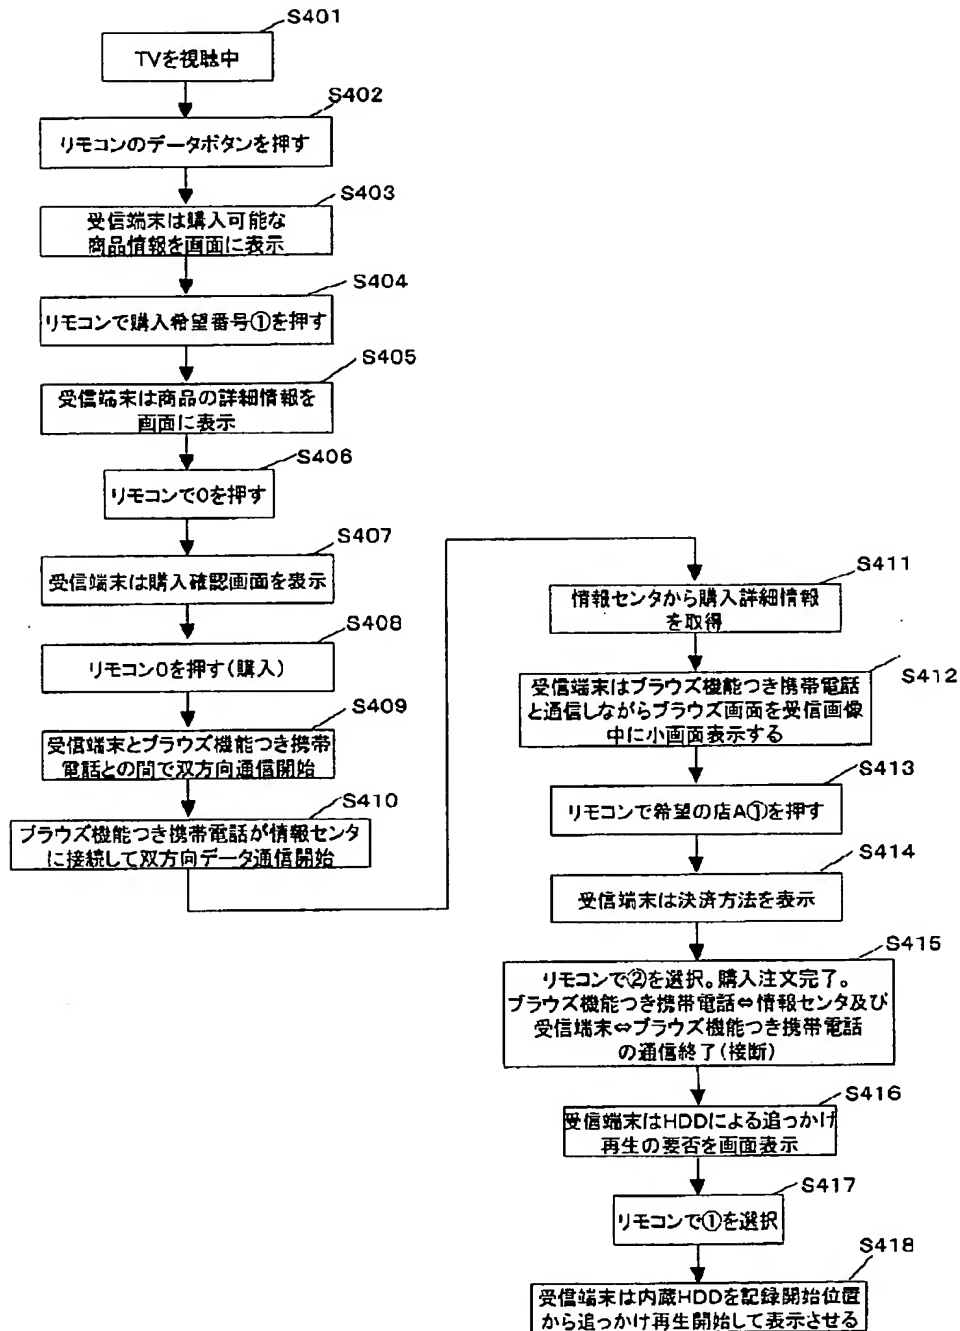 S401
TVを視聴中
S402
リモコンのデータボタンを押す
S403
受信端末は購入可能な
商品情報を画面に表示
S404
リモコンで購入希望番号①を押す
S405
受信端末は商品の詳細情報を
画面に表示
S406
リモコンで0を押す
S407
受信端末は購入確認画面を表示
S408
リモコン0を押す(購入)
S409
受信端末とブラウズ機能つき携帯
電話との間で双方向通信開始
S410
ブラウズ機能つき携帯電話が情報センタ
に接続して双方向データ通信開始
S411
情報センタから購入詳細情報
を取得
S412
受信端末はブラウズ機能つき携帯電話
と通信しながらブラウズ画面を受信画像
中に小画面表示する
S413
リモコンで希望の店A①を押す
S414
受信端末は決済方法を表示
S415
リモコンで②を選択。購入注文完了。
ブラウズ機能つき携帯電話⇔情報センタ及び
受信端末⇔ブラウズ機能つき携帯電話
の通信終了(接断)
S416
受信端末はHDDによる追っかけ
再生の要否を画面表示
S417
リモコンで①を選択
S418
受信端末は内蔵HDDを記録開始位置
から追っかけ再生開始して表示させる